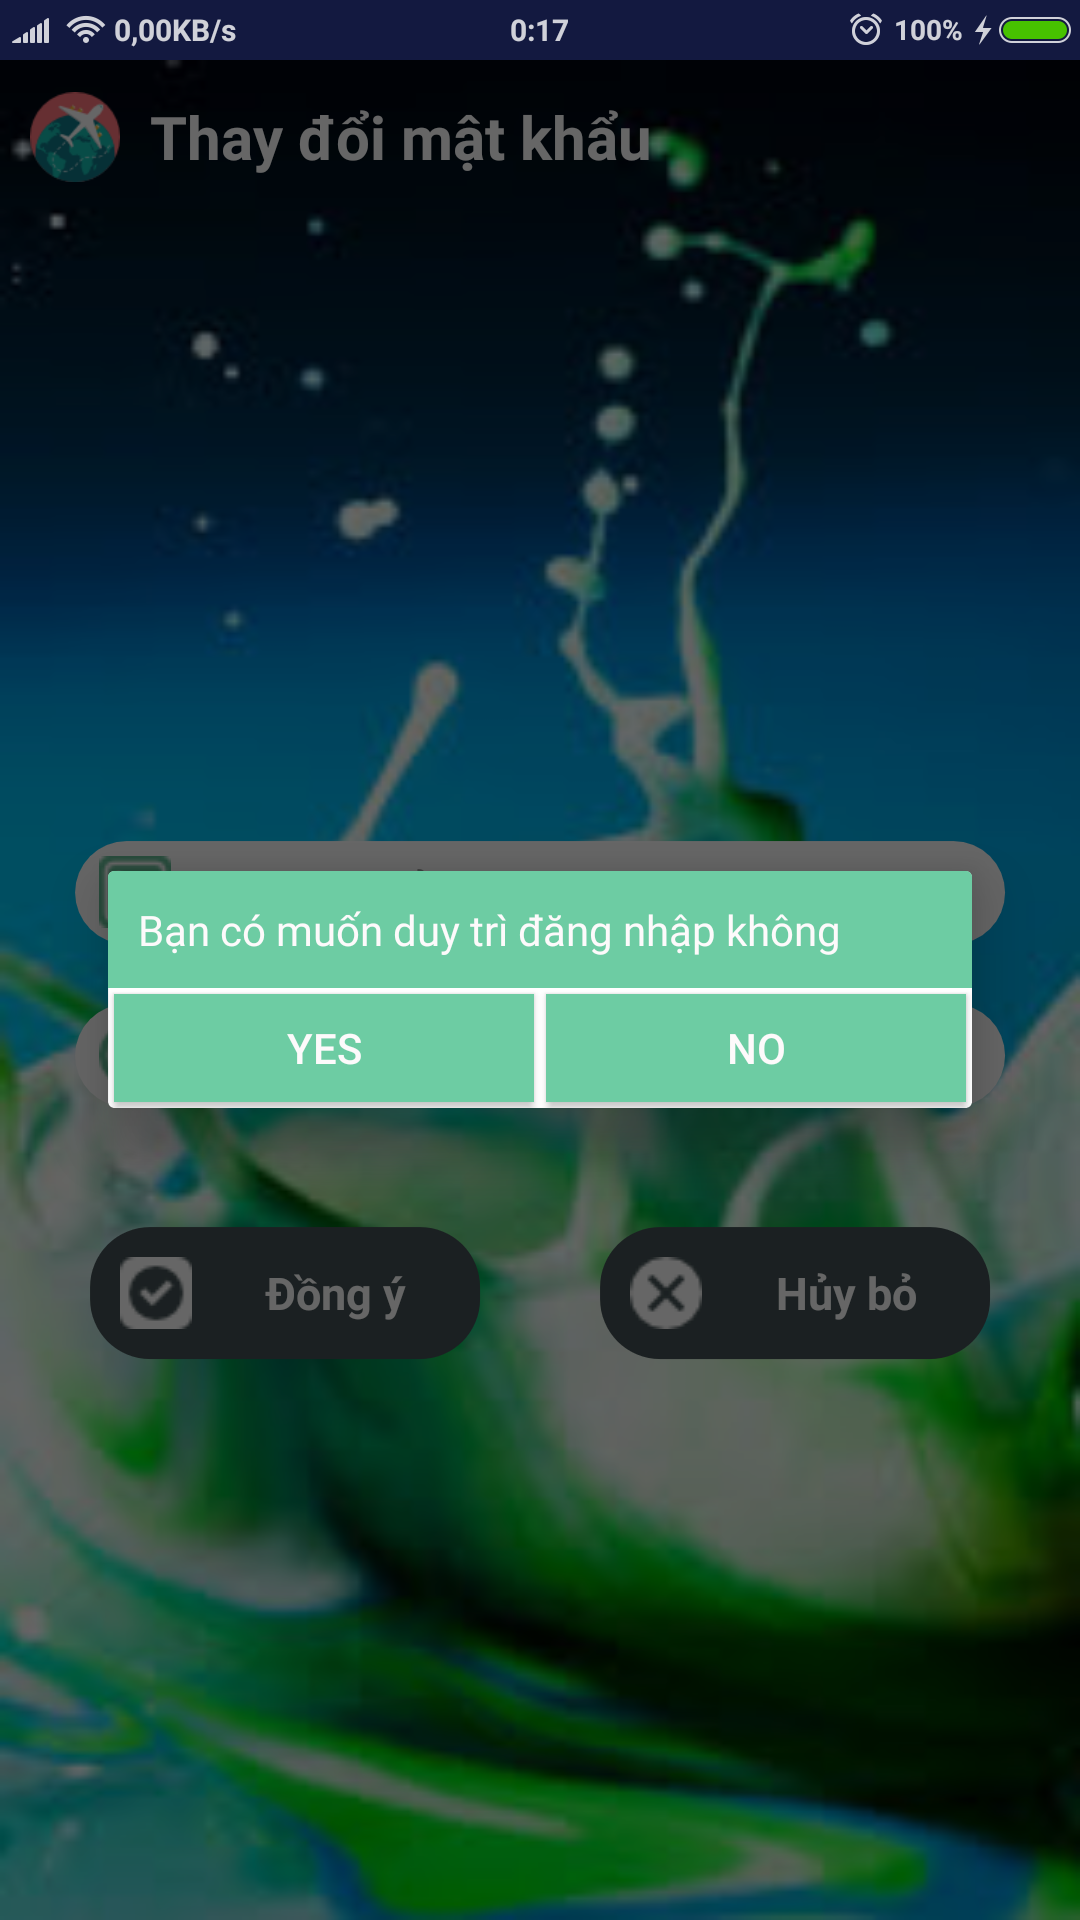 0,00KB/s
0:17
100%
Thay đổi mật khẩu
Bạn có muốn duy trì đăng nhập không
YES
NO
Đồng ý
Hủy bỏ